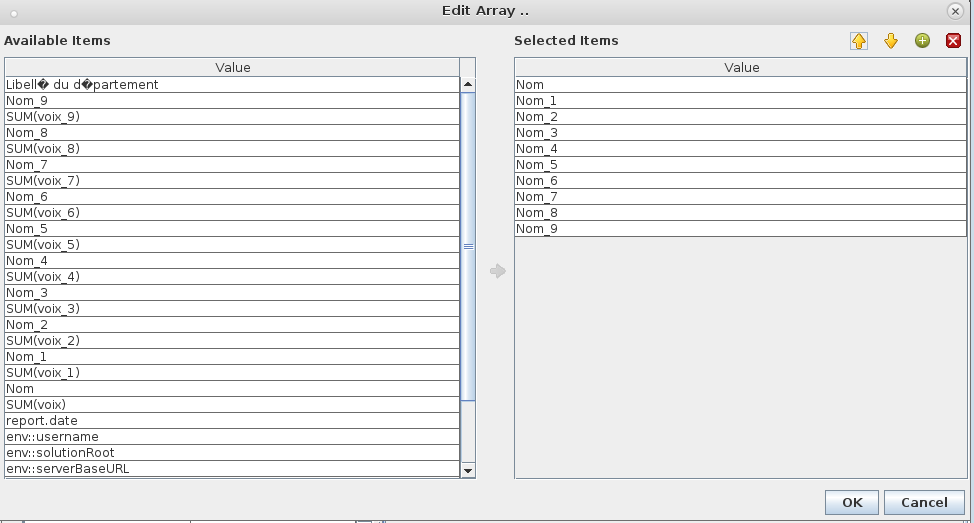 Edit Array ..
Available Items
Value
Libell� du d�partement
Nom_9
SUM(voix_9)
Nom_8
SUM(voix_8)
Nom_7
SUM(voix_7)
Nom_6
SUM(voix_6)
Nom_5
SUM(voix_5)
Nom_4
SUM(voix_4)
Nom_3
SUM(voix_3)
Nom_2
SUM(voix_2)
Nom_1
SUM(voix_1)
Nom
SUM(voix)
report.date
env::username
env::solutionRoot
env::serverBaseURL
Selected Items
Value
Nom
Nom_1
Nom_2
Nom_3
Nom_4
Nom_5
Nom_6
Nom_7
Nom_8
Nom_9
OK
Cancel